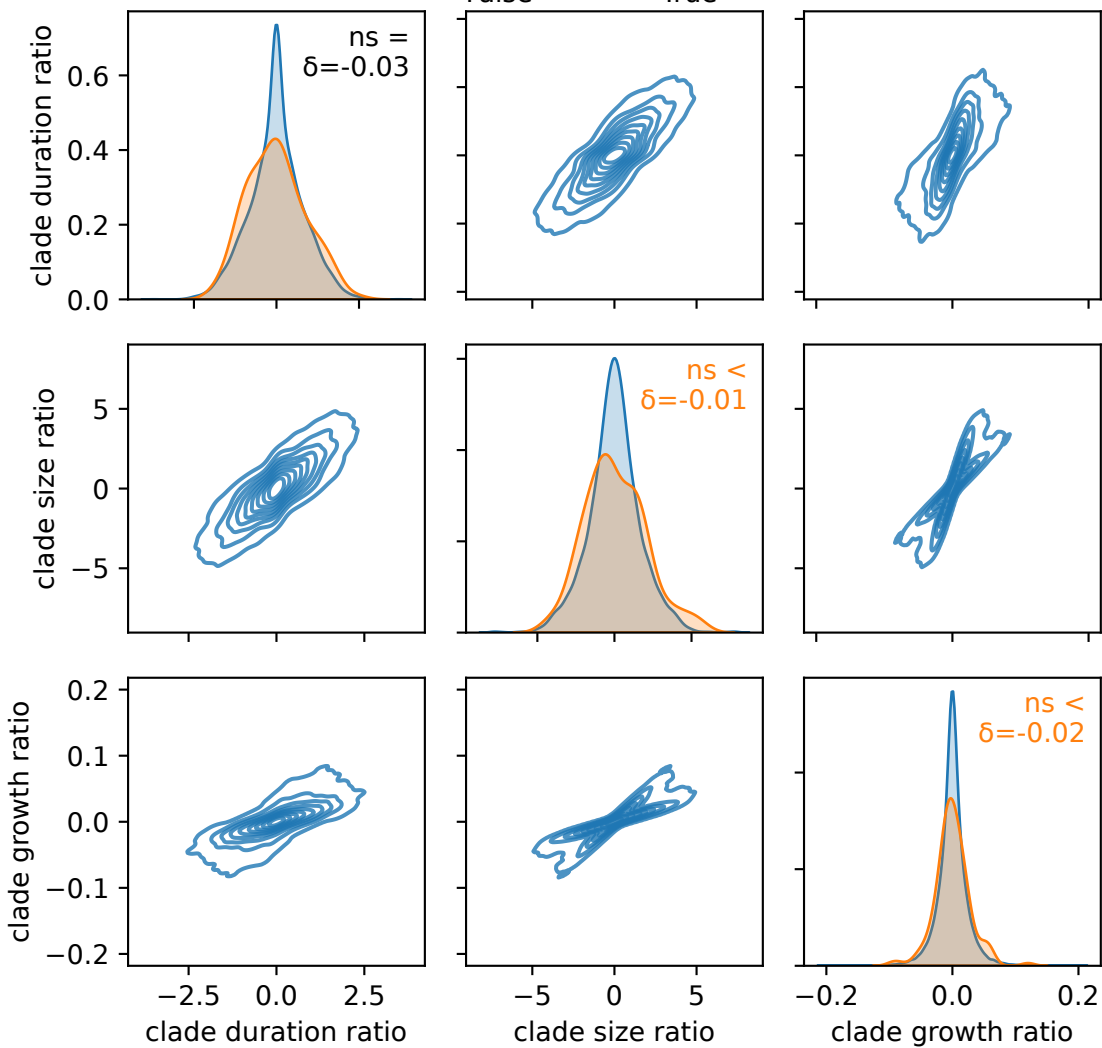 clade duration ratio
0.6
0.4
0.2
0.0
ns =
δ=-0.03
clade size ratio
5
0
−5
ns <
δ=-0.01
clade growth ratio
0.2
0.1
0.0
−0.1
−0.2
ns <
δ=-0.02
−2.5 0.0 2.5
−5 0 5
−0.2 0.0 0.2
clade duration ratio
clade size ratio
clade growth ratio